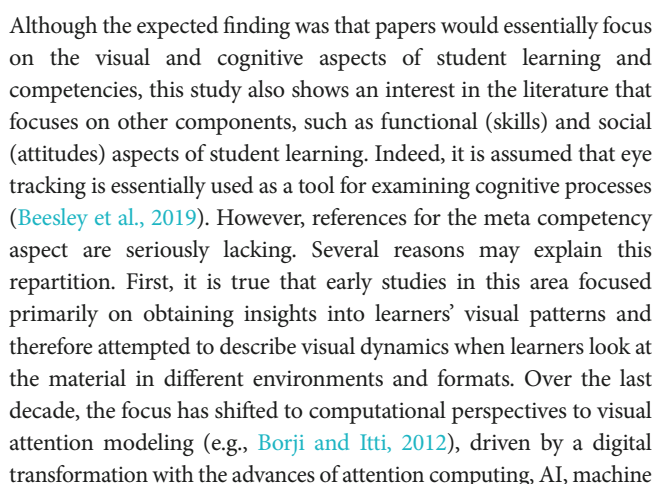 Although the expected finding was that papers would essentially focus
on the visual and cognitive aspects of student learning and
competencies, this study also shows an interest in the literature that
focuses on other components, such as functional (skills) and social
(attitudes) aspects of student learning. Indeed, it is assumed that eye
tracking is essentially used as a tool for examining cognitive processes
(Beesley et al., 2019). However, references for the meta competency
aspect are seriously lacking. Several reasons may explain this
repartition. First, it is true that early studies in this area focused
primarily on obtaining insights into learners’ visual patterns and
therefore attempted to describe visual dynamics when learners look at
the material in different environments and formats. Over the last
decade, the focus has shifted to computational perspectives to visual
attention modeling (e.g., Borji and Itti, 2012), driven by a digital
transformation with the advances of attention computing, AI, machine